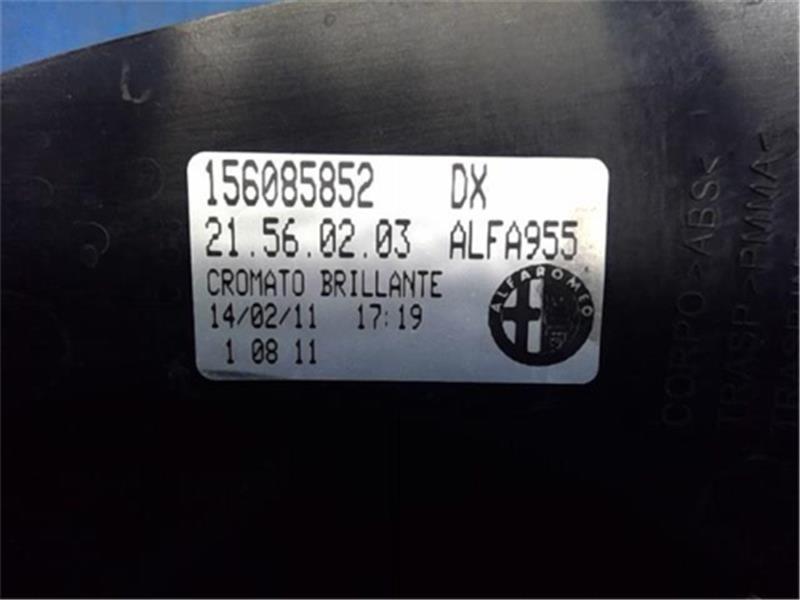 156085852 DX
21.56.02.03 ALFA955
CROMATO BRILLANTE
14/02/11 17:19
1 08 11
ALFA ROMEO
CORPO >ABS<
TRASP >PMMA<